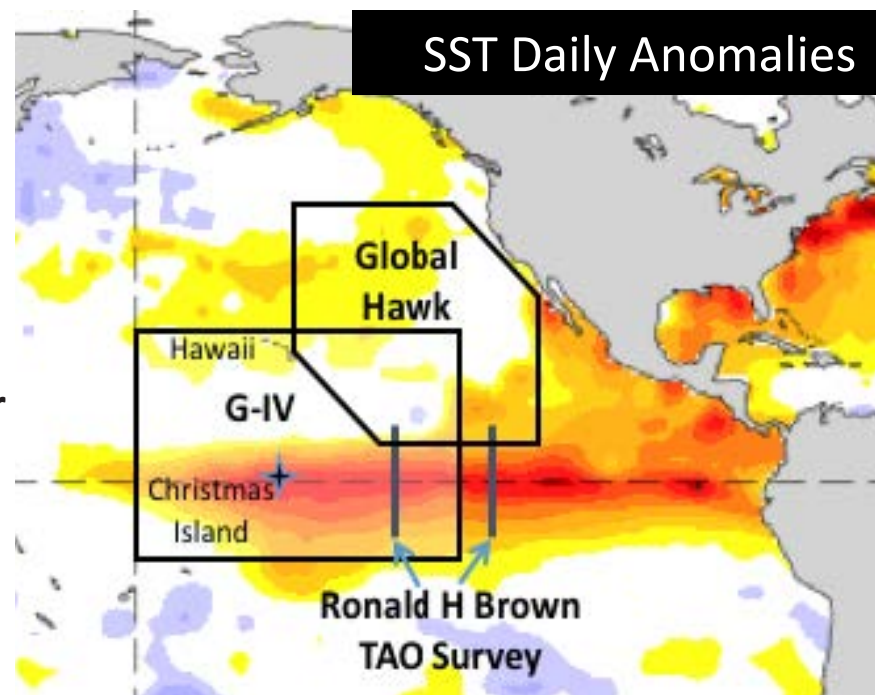 SST Daily Anomalies
Global
Hawk
Hawaii
G-IV
Christmas
Island
Ronald H Brown
TAO Survey